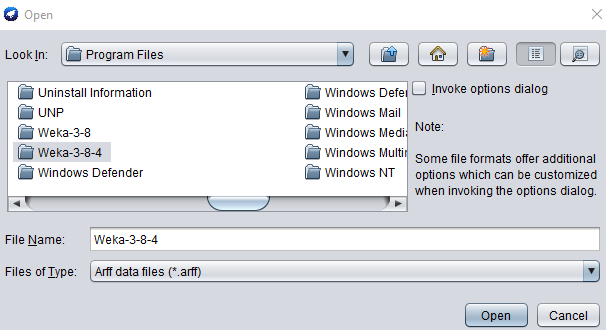 Open
Look In: Program Files
Uninstall Information
UNP
Weka-3-8
Weka-3-8-4
Windows Defender
Windows Defer
Windows Mail
Windows Media
Windows Multin
Windows NT
Invoke options dialog
Note:
Some file formats offer additional
options which can be customized
when invoking the options dialog.
File Name: Weka-3-8-4
Files of Type: Arff data files (*.arff)
Open Cancel